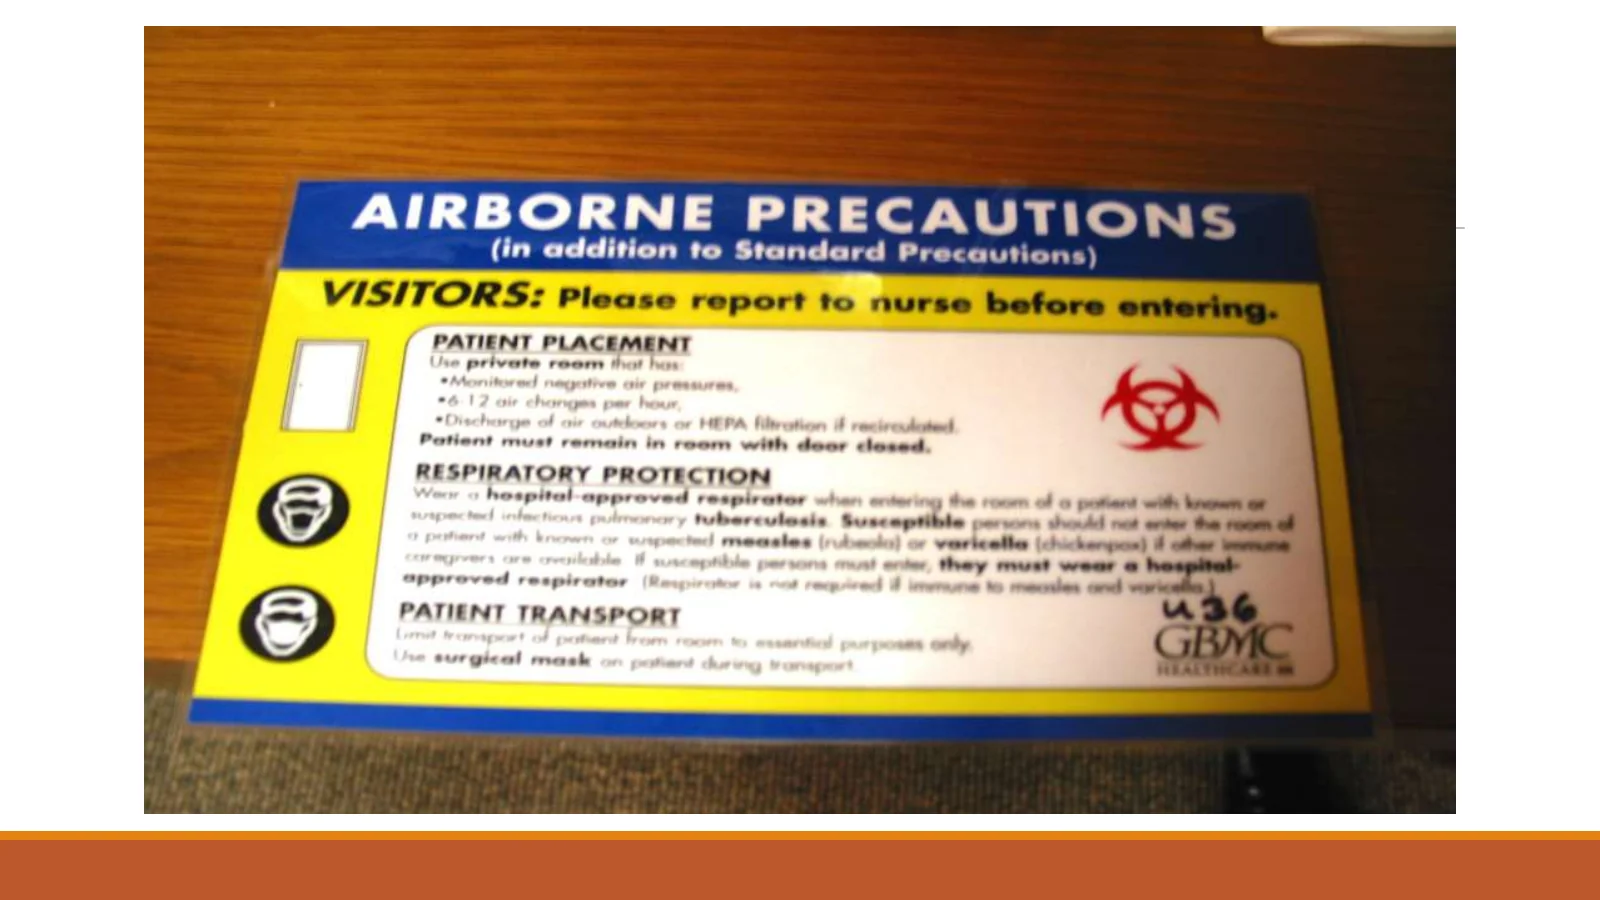 AIRBORNE PRECAUTIONS
(in addition to Standard Precautions)
VISITORS: Please report to nurse before entering.
PATIENT PLACEMENT
Use private room that has:
•Monitored negative air pressures,
•6-12 air changes per hour,
•Discharge of air outdoors or HEPA filtration if recirculated.
Patient must remain in room with door closed.
RESPIRATORY PROTECTION
Wear a hospital-approved respirator when entering the room of a patient with known or
suspected infectious pulmonary tuberculosis. Susceptible persons should not enter the room of
a patient with known or suspected measles (rubeola) or varicella (chickenpox) if other immune
caregivers are available. If susceptible persons must enter, they must wear a hospital-
approved respirator. (Respirator is not required if immune to measles and varicella.)
PATIENT TRANSPORT
Limit transport of patient from room to essential purposes only.
Use surgical mask on patient during transport.
U36
GBMC
HEALTHCARE